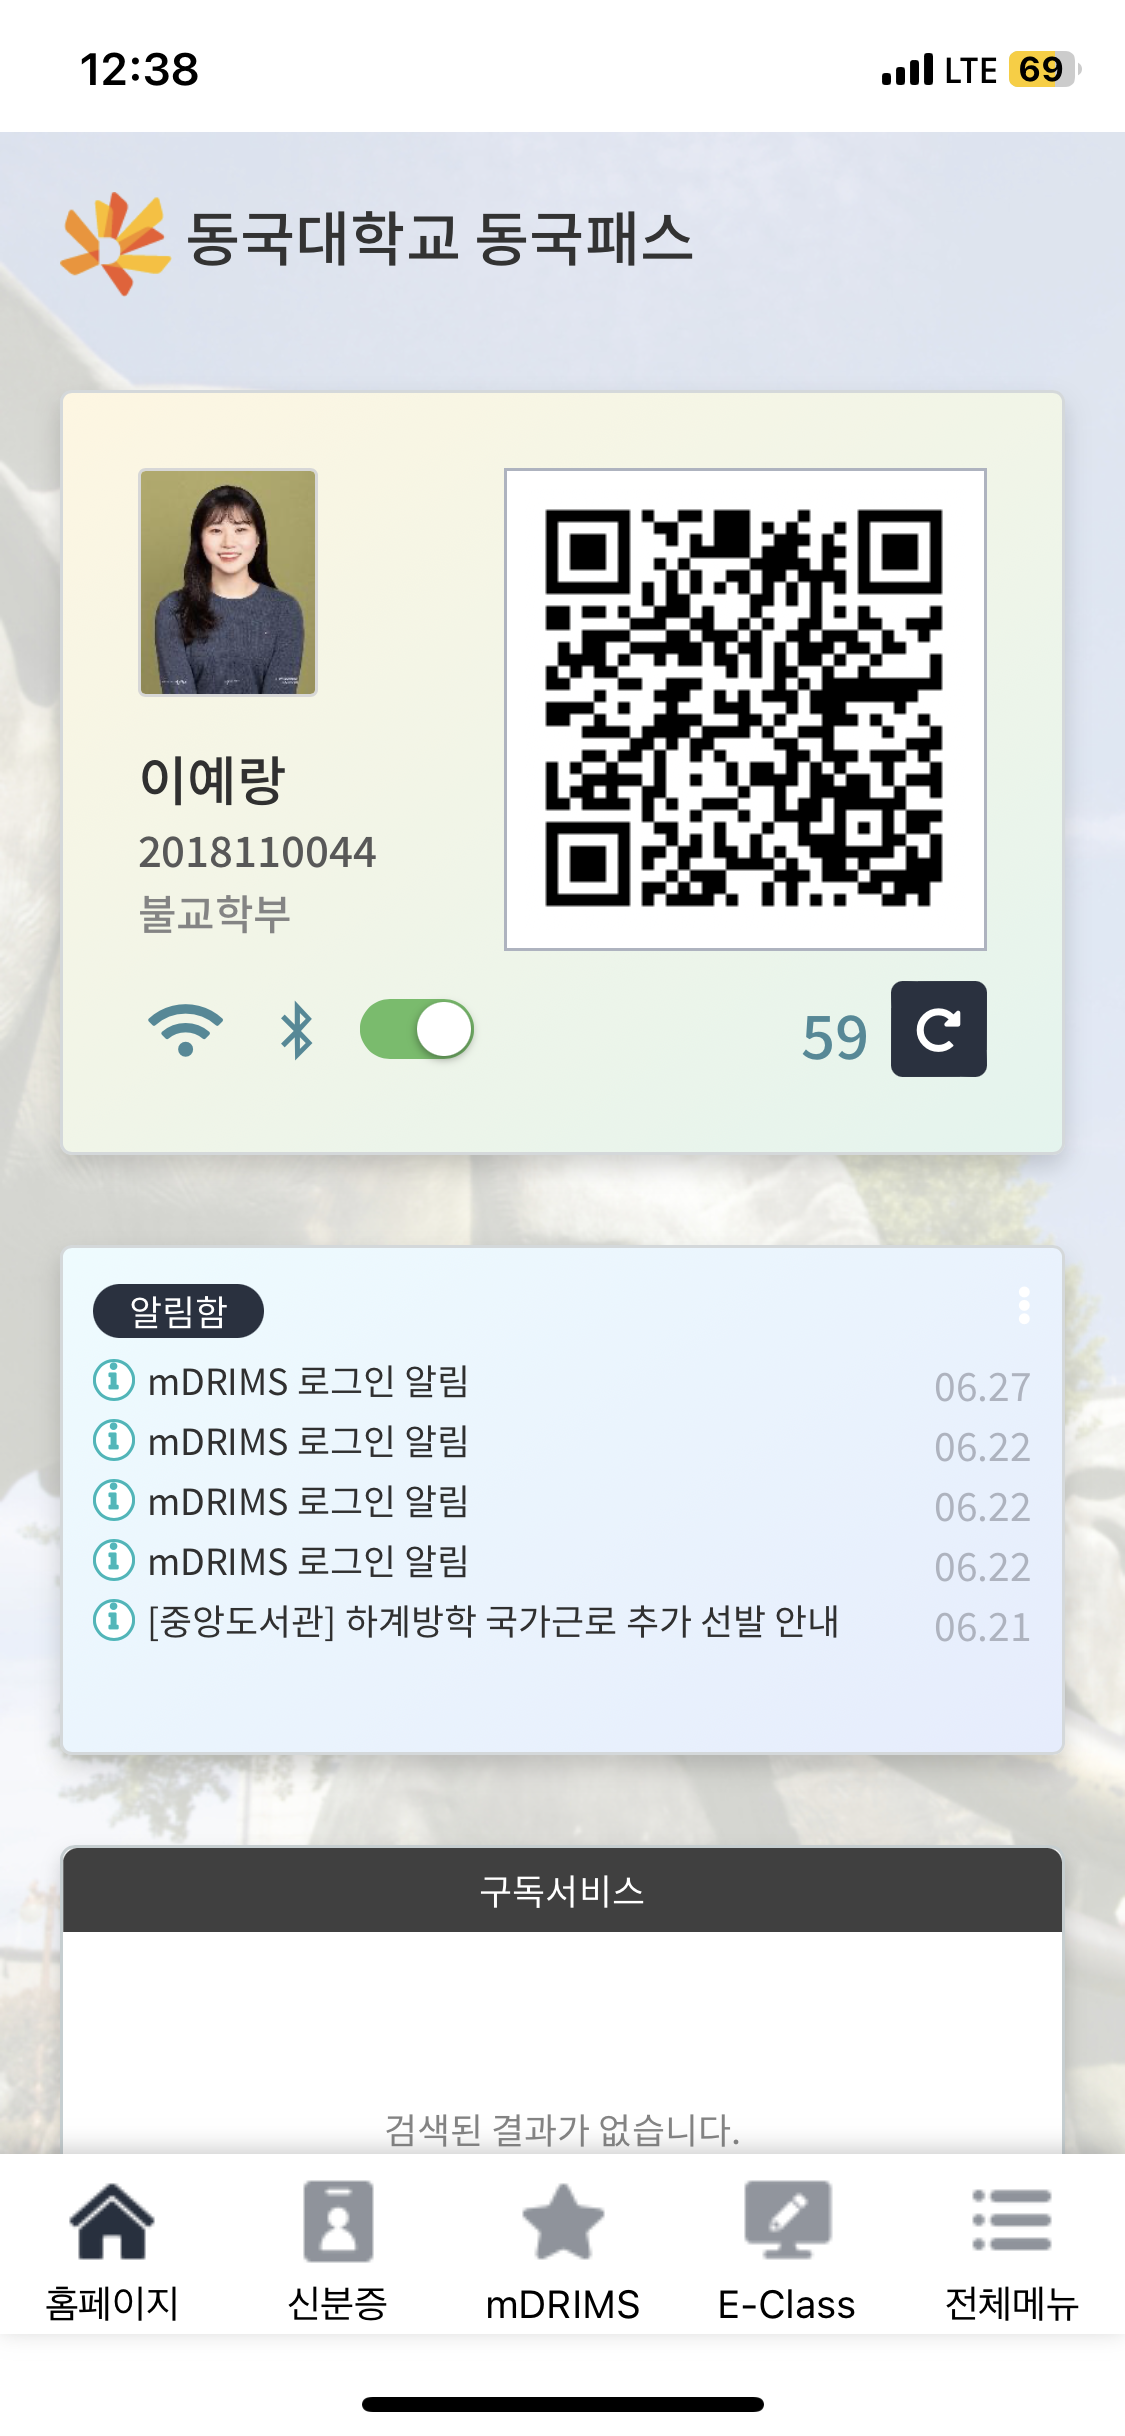 12:38
LTE 69
동국대학교 동국패스
이예랑
2018110044
불교학부
59
알림함
mDRIMS 로그인 알림 06.27
mDRIMS 로그인 알림 06.22
mDRIMS 로그인 알림 06.22
mDRIMS 로그인 알림 06.22
[중앙도서관] 하계방학 국가근로 추가 선발 안내 06.21
구독서비스
검색된 결과가 없습니다.
홈페이지 신분증 mDRIMS E-Class 전체메뉴